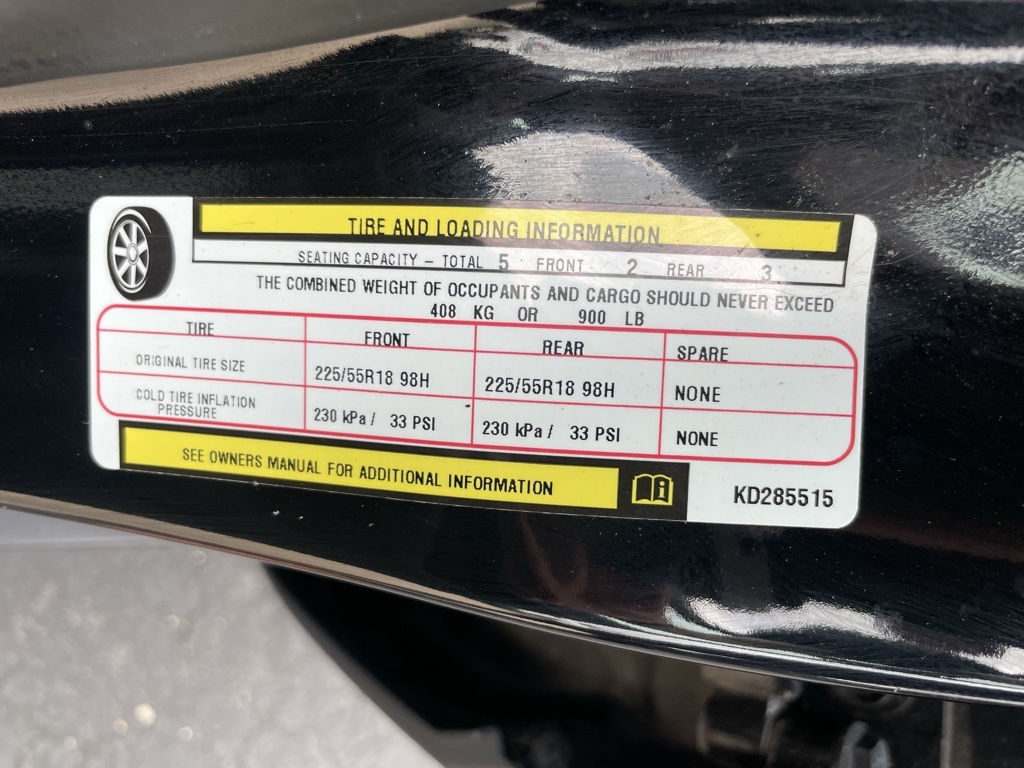 TIRE AND LOADING INFORMATION
SEATING CAPACITY – TOTAL 5 FRONT 2 REAR 3
THE COMBINED WEIGHT OF OCCUPANTS AND CARGO SHOULD NEVER EXCEED
408 KG OR 900 LB
TIRE FRONT REAR SPARE
ORIGINAL TIRE SIZE 225/55R18 98H 225/55R18 98H NONE
COLD TIRE INFLATION
PRESSURE 230 kPa / 33 PSI 230 kPa / 33 PSI NONE
SEE OWNERS MANUAL FOR ADDITIONAL INFORMATION
KD285515